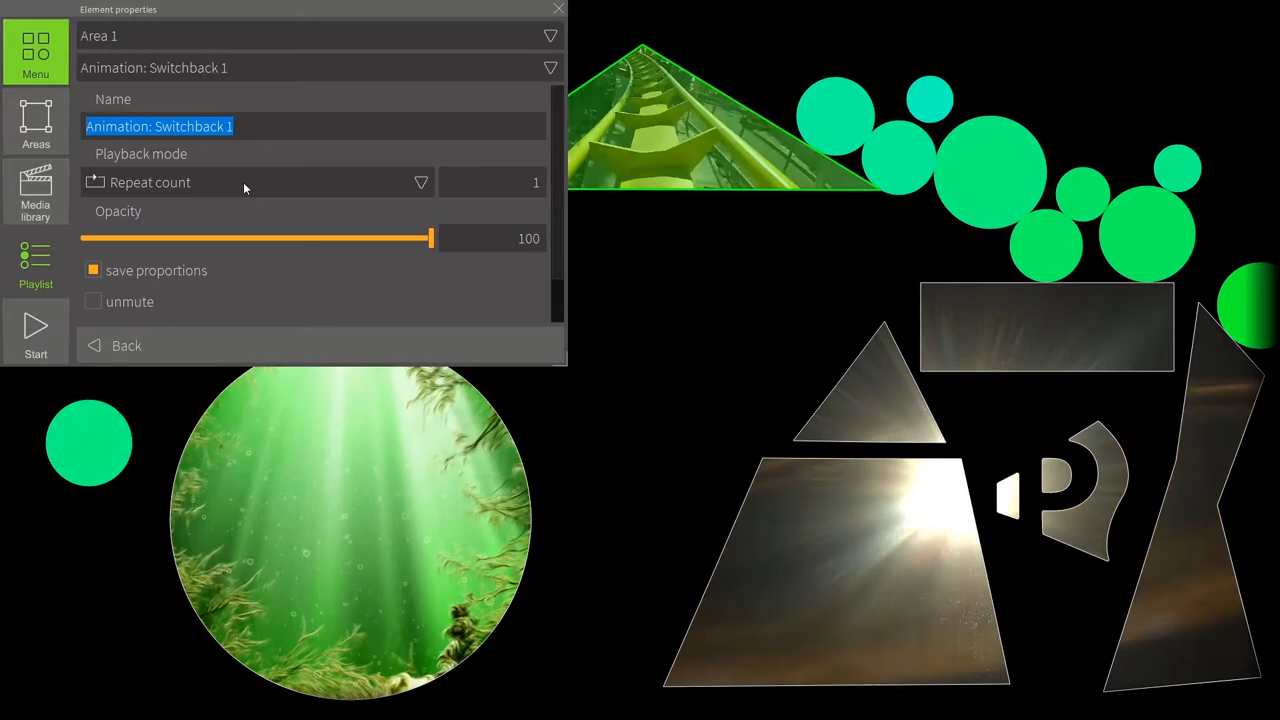 Element properties
Menu
Areas
Media
library
Playlist
Start
Area 1
Animation: Switchback 1
Name
Animation: Switchback 1
Playback mode
Repeat count
1
Opacity
100
save proportions
unmute
Back